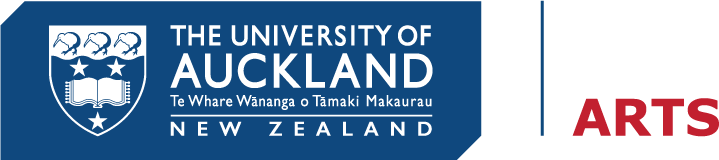 THE UNIVERSITY OF
AUCKLAND
Te Whare Wānanga o Tāmaki Makaurau
NEW ZEALAND
ARTS